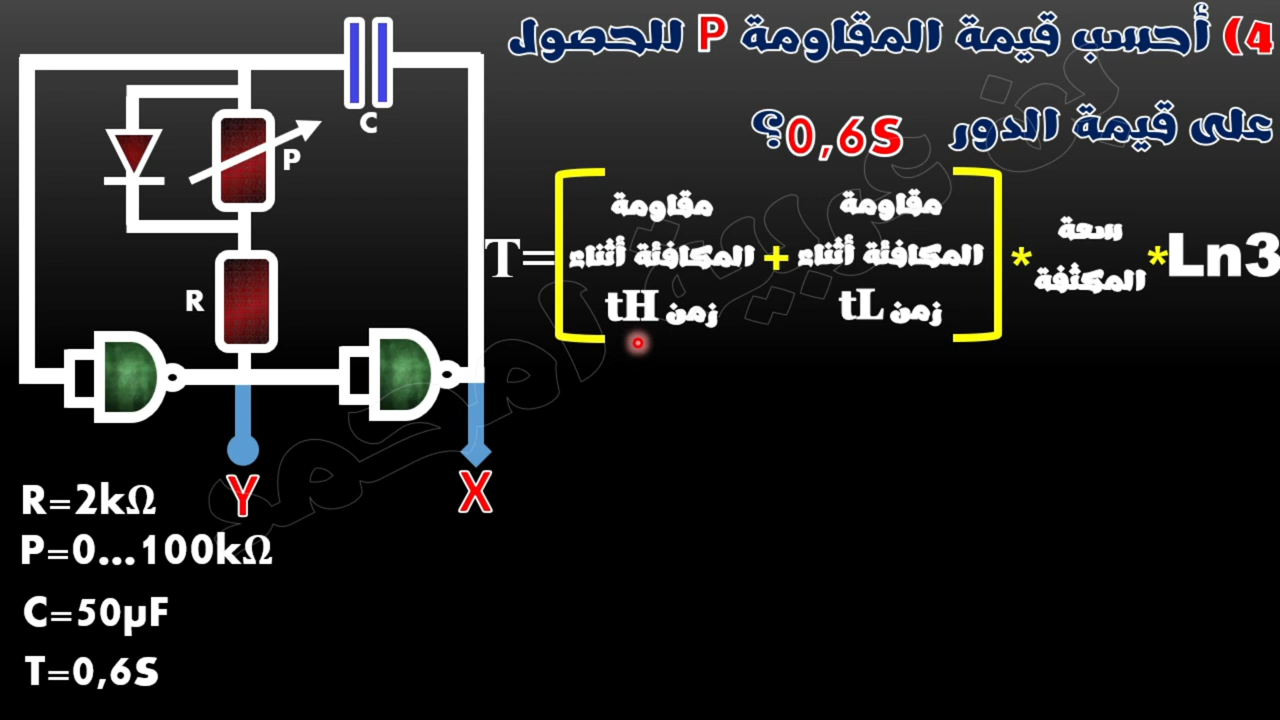 4) أحسب قيمة المقاومة P للحصول
على قيمة الدور 0,6S؟
C
P
R
T= [ مقاومة المكافئة أثناء زمن tH + مقاومة المكافئة أثناء زمن tL ] * سعة المكثفة * Ln3
Y
X
R=2kΩ
P=0...100kΩ
C=50µF
T=0,6S